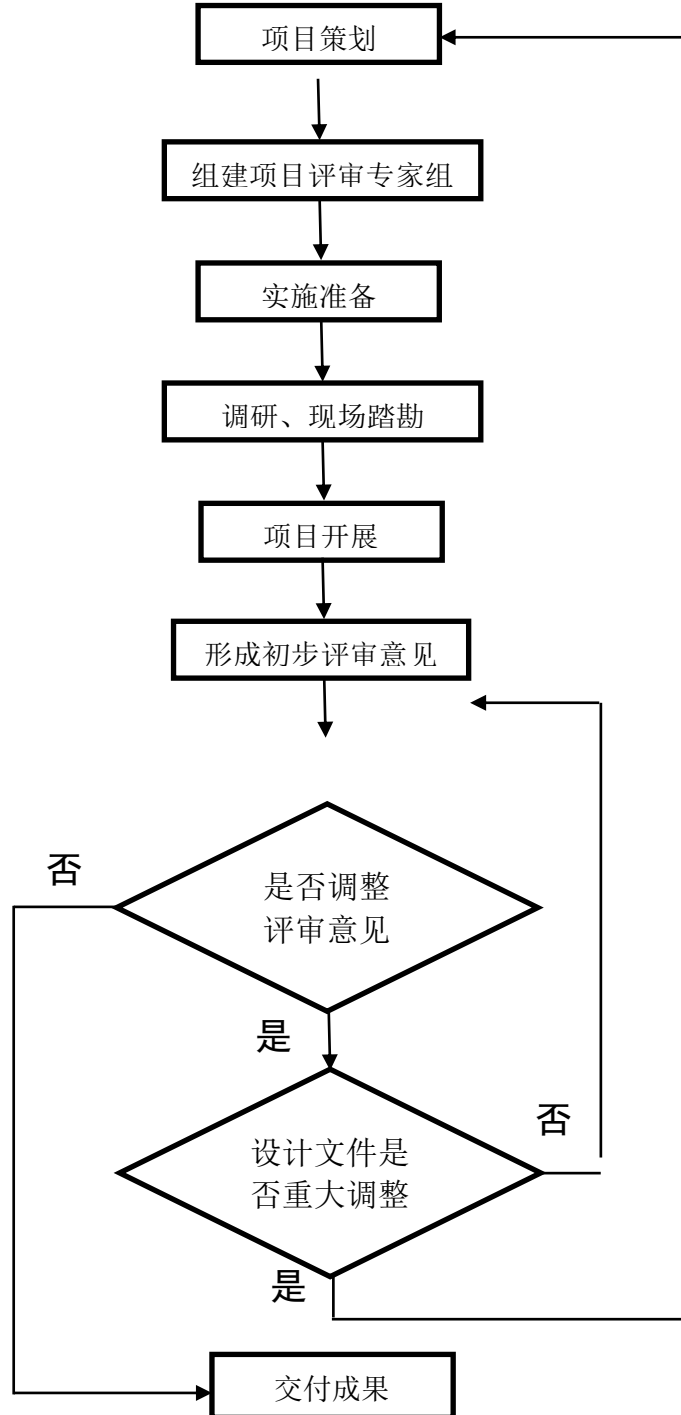 项目策划
组建项目评审专家组
实施准备
调研、现场踏勘
项目开展
形成初步评审意见
否
是否调整
评审意见
是
否
设计文件是
否重大调整
是
交付成果